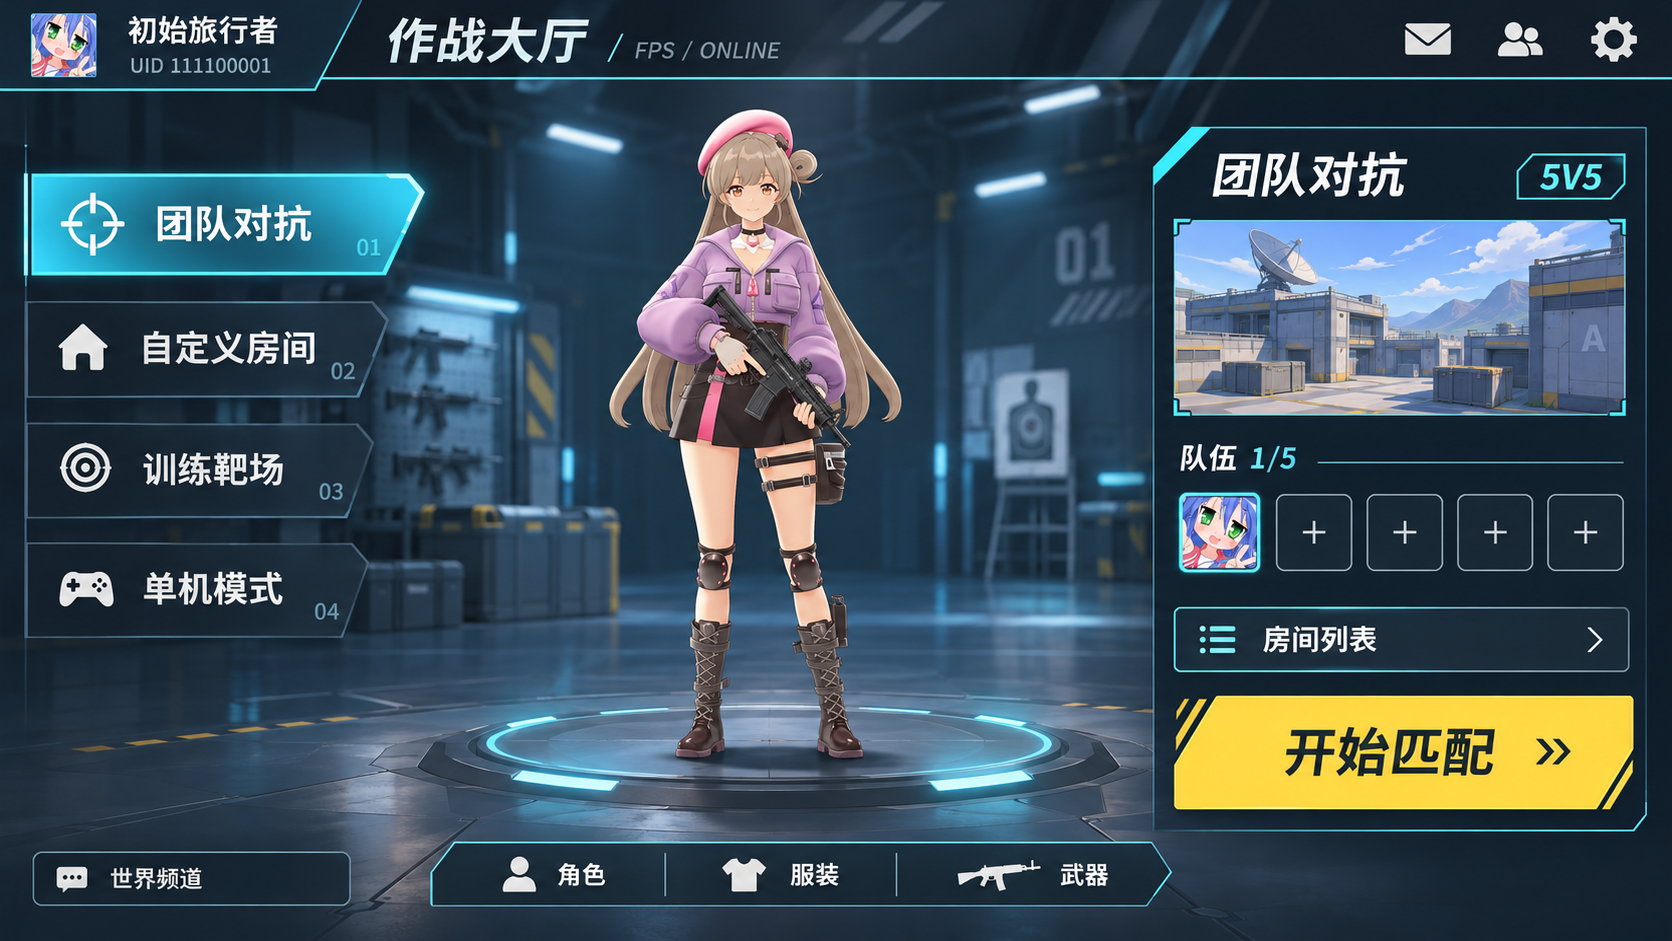 初始旅行者
UID 111100001
作战大厅 / FPS / ONLINE
团队对抗 01
自定义房间 02
训练靶场 03
单机模式 04
01
团队对抗 5V5
A
队伍 1/5
房间列表
开始匹配
世界频道
角色 服装 武器